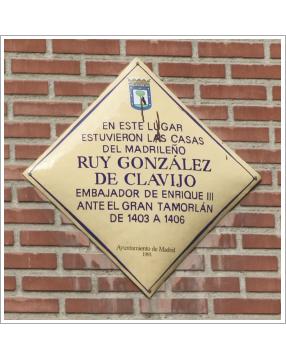 EN ESTE LUGAR
ESTUVIERON LAS CASAS
DEL MADRILEÑO
RUY GONZÁLEZ
DE CLAVIJO
EMBAJADOR DE ENRIQUE III
ANTE EL GRAN TAMORLÁN
DE 1403 A 1406
Ayuntamiento de Madrid